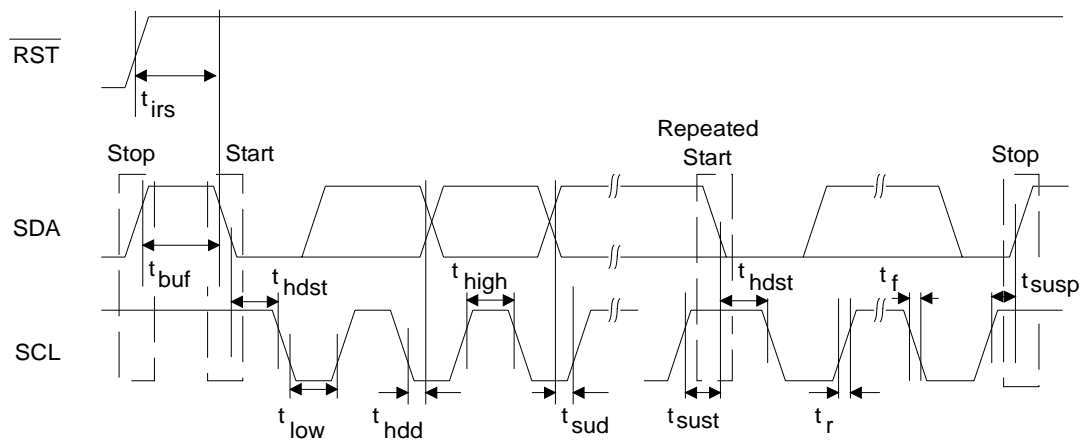 RST
t irs
Repeated
Stop
Start
Start
Stop
SDA
t buf
t hdst
t high
t hdst
t f
t susp
SCL
t low
t hdd
t sud
t sust
t r